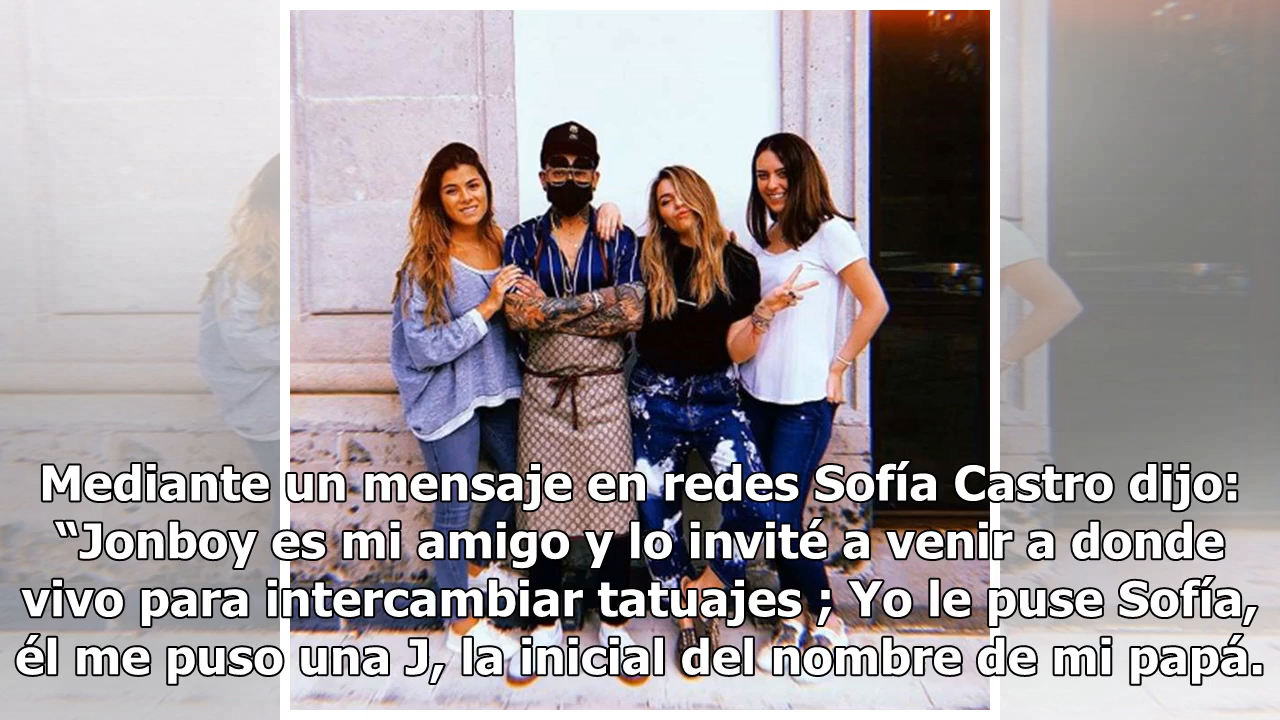 Mediante un mensaje en redes Sofía Castro dijo:
“Jonboy es mi amigo y lo invité a venir a donde
vivo para intercambiar tatuajes ; Yo le puse Sofía,
él me puso una J, la inicial del nombre de mi papá.